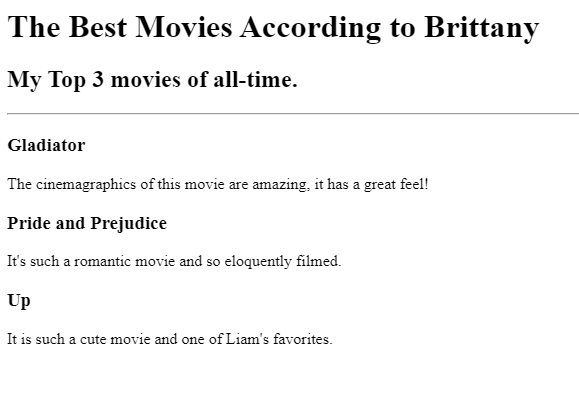 The Best Movies According to Brittany
My Top 3 movies of all-time.
Gladiator
The cinemagraphics of this movie are amazing, it has a great feel!
Pride and Prejudice
It's such a romantic movie and so eloquently filmed.
Up
It is such a cute movie and one of Liam's favorites.